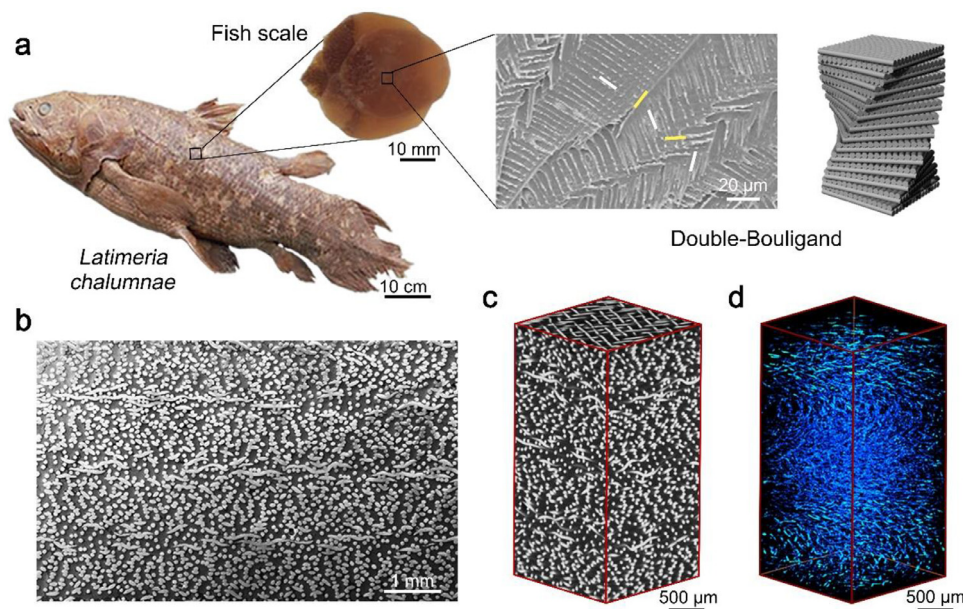 a
Fish scale
10 mm
Latimeria
chalumnae
10 cm
20 μm
Double-Bouligand
b
1 mm
c
500 μm
d
500 μm